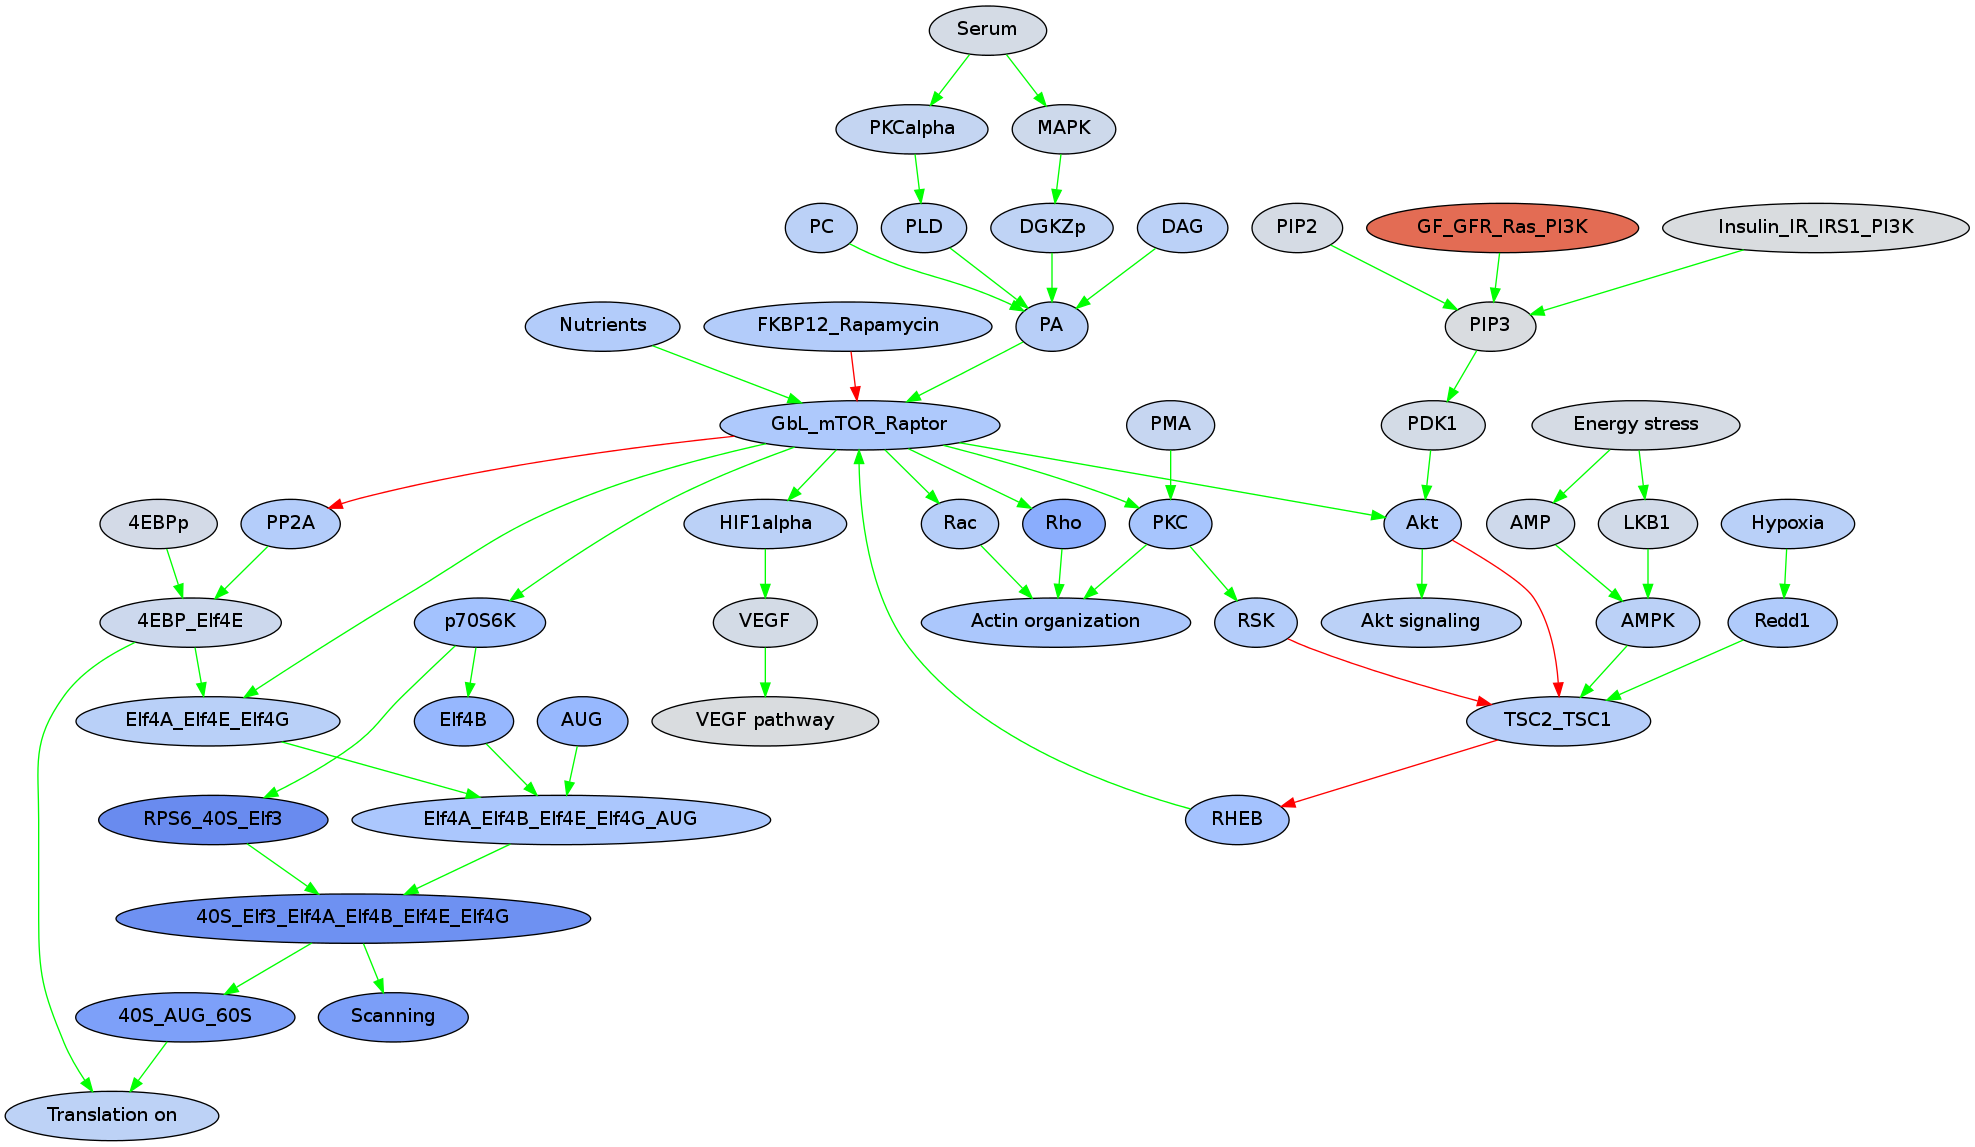 Serum
PKCalpha
MAPK
PC
PLD
DGKZp
DAG
PIP2
GF_GFR_Ras_PI3K
Insulin_IR_IRS1_PI3K
Nutrients
FKBP12_Rapamycin
PA
PIP3
GbL_mTOR_Raptor
PMA
PDK1
Energy stress
4EBPp
PP2A
HIF1alpha
Rac
Rho
PKC
Akt
AMP
LKB1
Hypoxia
4EBP_Elf4E
p70S6K
VEGF
Actin organization
RSK
Akt signaling
AMPK
Redd1
Elf4A_Elf4E_Elf4G
Elf4B
AUG
VEGF pathway
TSC2_TSC1
RPS6_40S_Elf3
Elf4A_Elf4B_Elf4E_Elf4G_AUG
RHEB
40S_Elf3_Elf4A_Elf4B_Elf4E_Elf4G
40S_AUG_60S
Scanning
Translation on